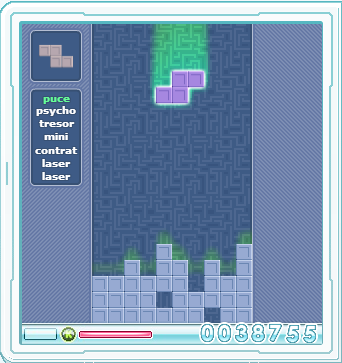 puce
psycho
tresor
mini
contrat
laser
laser
0038755